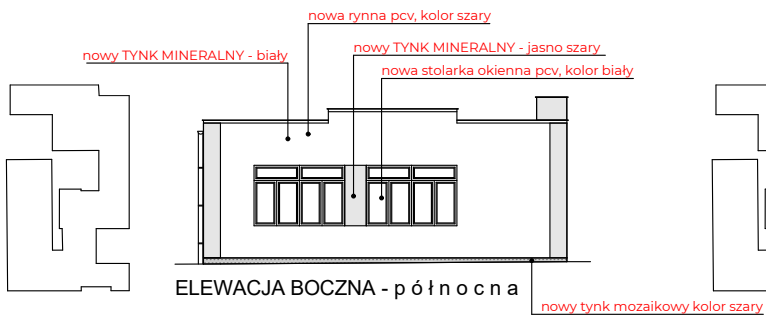 nowa rynna pcv, kolor szary
nowy TYNK MINERALNY - biały
nowy TYNK MINERALNY - jasno szary
nowa stolarka okienna pcv, kolor biały
ELEWACJA BOCZNA - p ó ł n o c n a
nowy tynk mozaikowy kolor szary